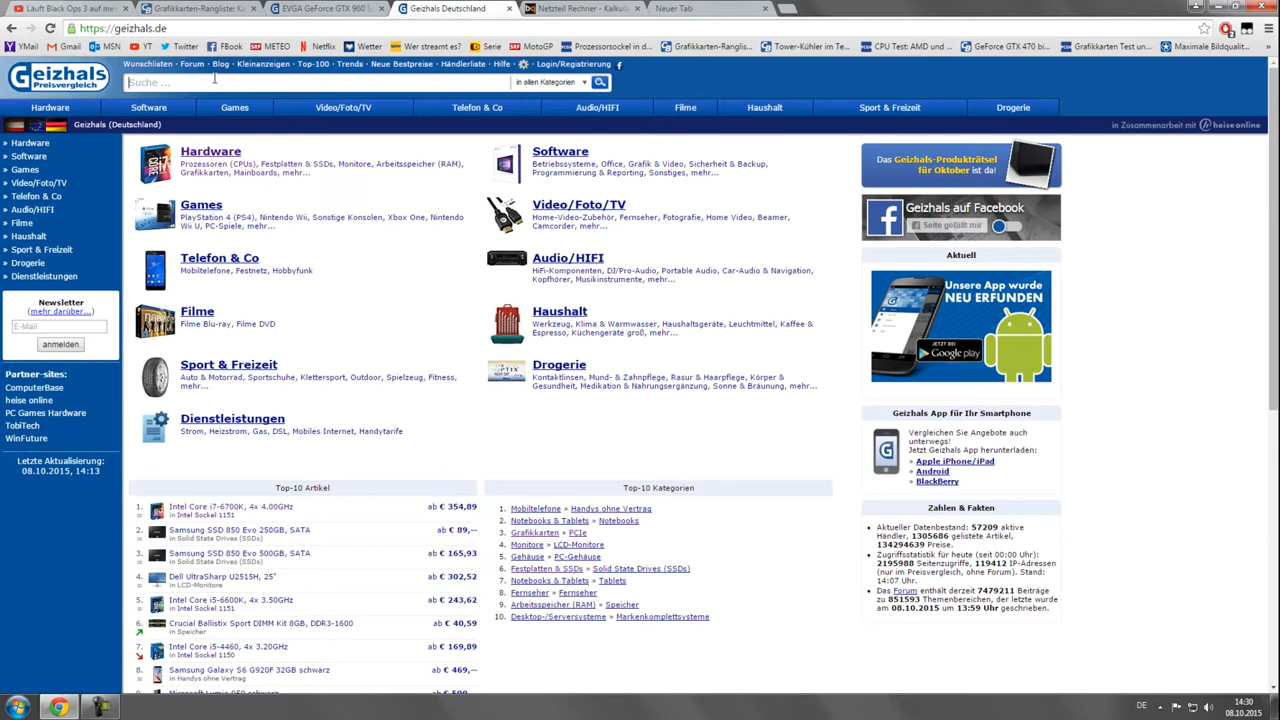 Läuft Black Ops 3 auf me
Grafikkarten-Rangliste: Ka
EVGA GeForce GTX 960 S
Geizhals Deutschland
Netzteil Rechner - Kalkula
Neuer Tab
https://geizhals.de
YMail Gmail MSN YT Twitter FBook METEO Netflix Wetter Wer streamt es? Serie MotoGP Prozessorsockel in d... Grafikkarten-Ranglis... Tower-Kühler im Te... CPU Test: AMD und ... GeForce GTX 470 in ... Grafikkarten Test un... Maximale Bildqualität...
Wunschlisten · Forum · Blog · Kleinanzeigen · Top-100 · Trends · Neue Bestpreise · Händlerliste · Hilfe · Login/Registrierung
Geizhals
Preisvergleich
Suche ...
in allen Kategorien
Hardware Software Games Video/Foto/TV Telefon & Co Audio/HIFI Filme Haushalt Sport & Freizeit Drogerie
Geizhals (Deutschland)
in Zusammenarbeit mit heise online
» Hardware
» Software
» Games
» Video/Foto/TV
» Telefon & Co
» Audio/HIFI
» Filme
» Haushalt
» Sport & Freizeit
» Drogerie
» Dienstleistungen
Newsletter
(mehr darüber...)
E-Mail
anmelden
Partner-sites:
ComputerBase
heise online
PC Games Hardware
TobiTech
WinFuture
Letzte Aktualisierung:
08.10.2015, 14:13
Hardware
Prozessoren (CPUs), Festplatten & SSDs, Monitore, Arbeitsspeicher (RAM),
Grafikkarten, Mainboards, mehr...
Software
Betriebssysteme, Office, Grafik & Video, Sicherheit & Backup,
Programmierung & Reporting, Sonstiges, mehr...
Games
PlayStation 4 (PS4), Nintendo Wii, Sonstige Konsolen, Xbox One, Nintendo
Wii U, PC-Spiele, mehr...
Video/Foto/TV
Home-Video-Zubehör, Fernseher, Fotografie, Home Video, Beamer,
Camcorder, mehr...
Telefon & Co
Mobiltelefone, Festnetz, Hobbyfunk
Audio/HIFI
HiFi-Komponenten, DJ/Pro-Audio, Portable Audio, Car-Audio & Navigation,
Kopfhörer, Musikinstrumente, mehr...
Filme
Filme Blu-ray, Filme DVD
Haushalt
Werkzeug, Klima & Warmwasser, Haushaltsgeräte, Leuchtmittel, Kaffee &
Espresso, Küchengeräte groß, mehr...
Sport & Freizeit
Auto & Motorrad, Sportschuhe, Klettersport, Outdoor, Spielzeug, Fitness,
mehr...
Drogerie
Kontaktlinsen, Mund- & Zahnpflege, Rasur & Haarpflege, Körper &
Gesundheit, Medikation & Nahrungsergänzung, Sonne & Bräunung, mehr...
Dienstleistungen
Strom, Heizstrom, Gas, DSL, Mobiles Internet, Handytarife
Das Geizhals-Produkträtsel
für Oktober ist da!
Geizhals auf Facebook
Seite gefällt mir
Aktuell
Unsere App wurde
NEU ERFUNDEN
JETZT BEI
Google play
Geizhals App für Ihr Smartphone
Vergleichen Sie Angebote auch
unterwegs!
Jetzt Geizhals App herunterladen:
» Apple iPhone/iPad
» Android
» BlackBerry
Zahlen & Fakten
Aktueller Datenbestand: 57209 aktive
Händler, 1305686 gelistete Artikel,
134294639 Preise.
Zugriffsstatistik für heute (seit 00:00 Uhr):
2195988 Seitenzugriffe, 119412 IP-Adressen
(nur im Preisvergleich, ohne Forum). Stand:
14:07 Uhr.
Das Forum enthält derzeit 7479211 Beiträge
zu 851593 Themenbereichen, der letzte wurde
am 08.10.2015 um 13:59 Uhr geschrieben.
Top-10 Artikel
1. Intel Core i7-6700K, 4x 4.00GHz ab € 354,89
in Intel Sockel 1151
2. Samsung SSD 850 Evo 250GB, SATA ab € 89,--
in Solid State Drives (SSDs)
3. Samsung SSD 850 Evo 500GB, SATA ab € 165,93
in Solid State Drives (SSDs)
4. Dell UltraSharp U2515H, 25" ab € 302,52
in LCD-Monitore
5. Intel Core i5-6600K, 4x 3.50GHz ab € 243,62
in Intel Sockel 1151
6. Crucial Ballistix Sport DIMM Kit 8GB, DDR3-1600 ab € 40,59
in Speicher
7. Intel Core i5-4460, 4x 3.20GHz ab € 169,89
in Intel Sockel 1150
8. Samsung Galaxy S6 G920F 32GB schwarz ab € 469,--
in Handys ohne Vertrag
Microsoft Lumia 950 schwarz
Top-10 Kategorien
1. Mobiltelefone » Handys ohne Vertrag
2. Notebooks & Tablets » Notebooks
3. Grafikkarten » PCIe
4. Monitore » LCD-Monitore
5. Gehäuse » PC-Gehäuse
6. Festplatten & SSDs » Solid State Drives (SSDs)
7. Notebooks & Tablets » Tablets
8. Fernseher » Fernseher
9. Arbeitsspeicher (RAM) » Speicher
10. Desktop-/Serversysteme » Markenkomplettsysteme
DE
14:30
08.10.2015